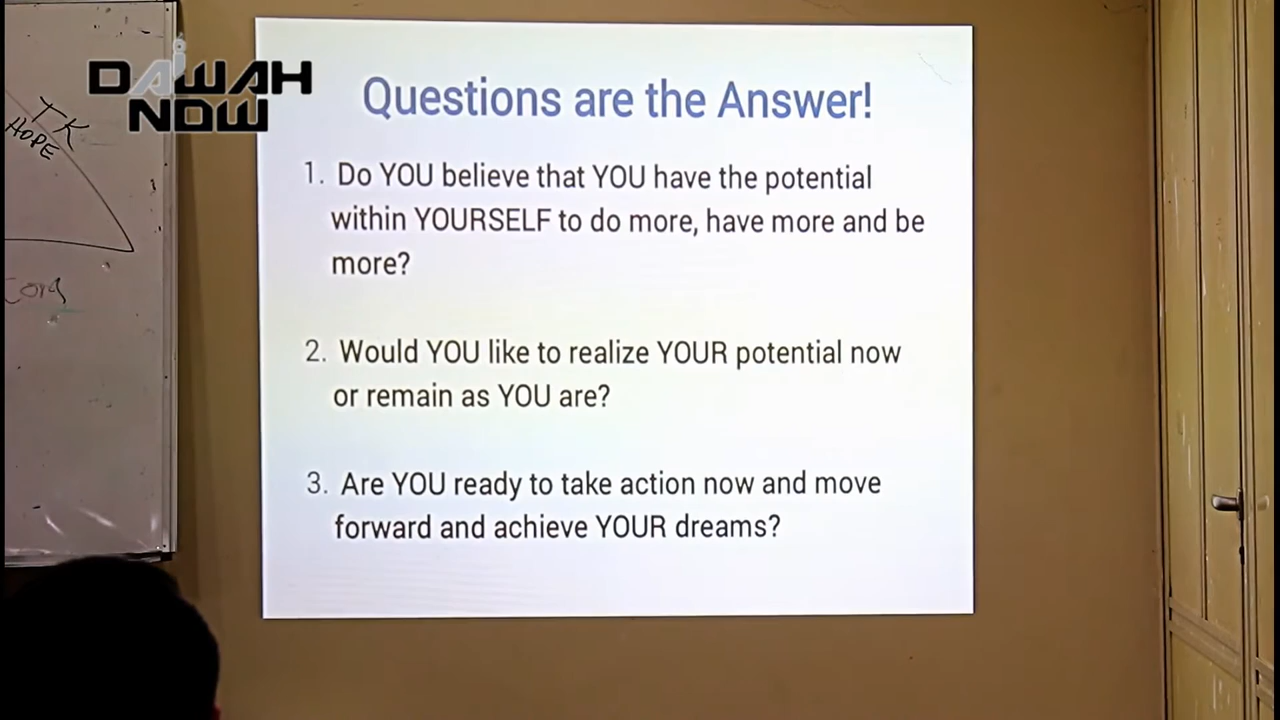 DAWAH
NOW
TK
HOPE
Questions are the Answer!
1. Do YOU believe that YOU have the potential
within YOURSELF to do more, have more and be
more?
2. Would YOU like to realize YOUR potential now
or remain as YOU are?
3. Are YOU ready to take action now and move
forward and achieve YOUR dreams?